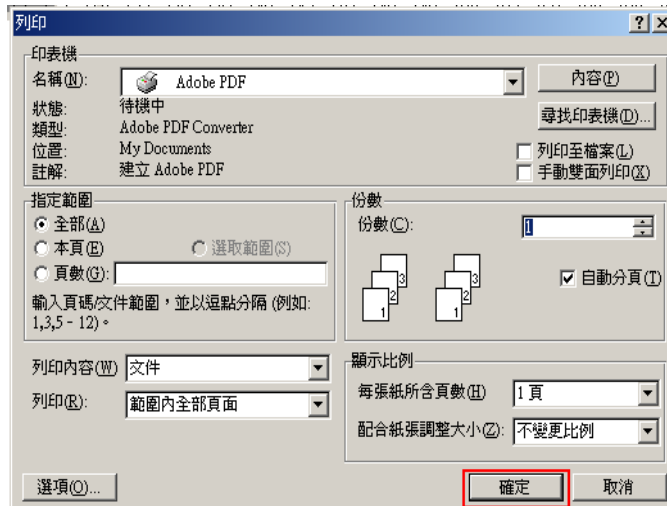 列印
印表機
名稱(N): Adobe PDF 內容(P)
狀態: 待機中
類型: Adobe PDF Converter 尋找印表機(D)...
位置: My Documents 列印至檔案(L)
註解: 建立 Adobe PDF 手動雙面列印(X)
指定範圍
全部(A)
本頁(E) 選取範圍(S)
頁數(G):
輸入頁碼/文件範圍，並以逗點分隔 (例如:
1,3,5 - 12)。
份數
份數(C): 1
3 3
2 2
1 1
自動分頁(T)
列印內容(W) 文件
列印(R): 範圍內全部頁面
顯示比例
每張紙所含頁數(H) 1 頁
配合紙張調整大小(Z): 不變更比例
選項(O)... 確定 取消